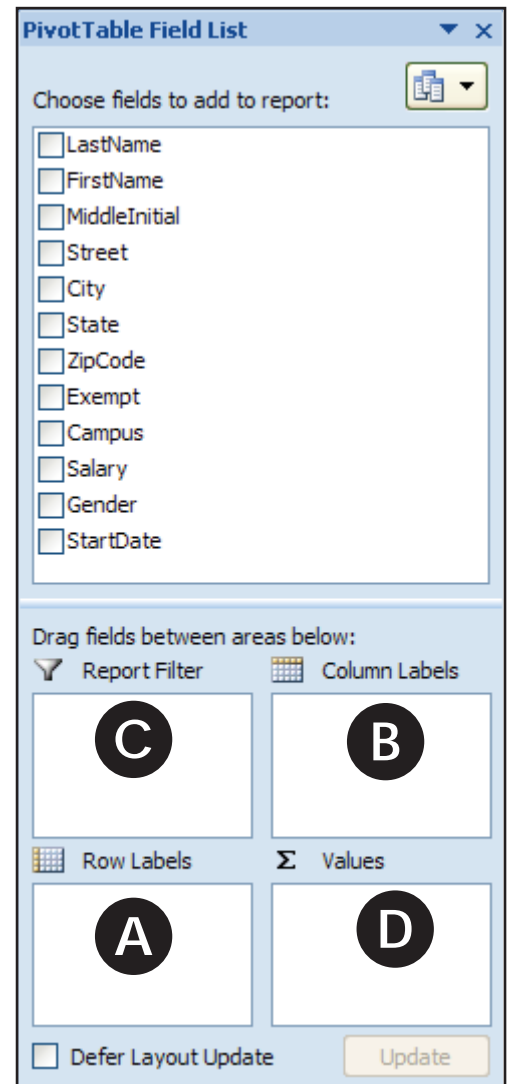 PivotTable Field List
Choose fields to add to report:
LastName
FirstName
MiddleInitial
Street
City
State
ZipCode
Exempt
Campus
Salary
Gender
StartDate
Drag fields between areas below:
Report Filter Column Labels
C B
Row Labels Σ Values
A D
Defer Layout Update Update